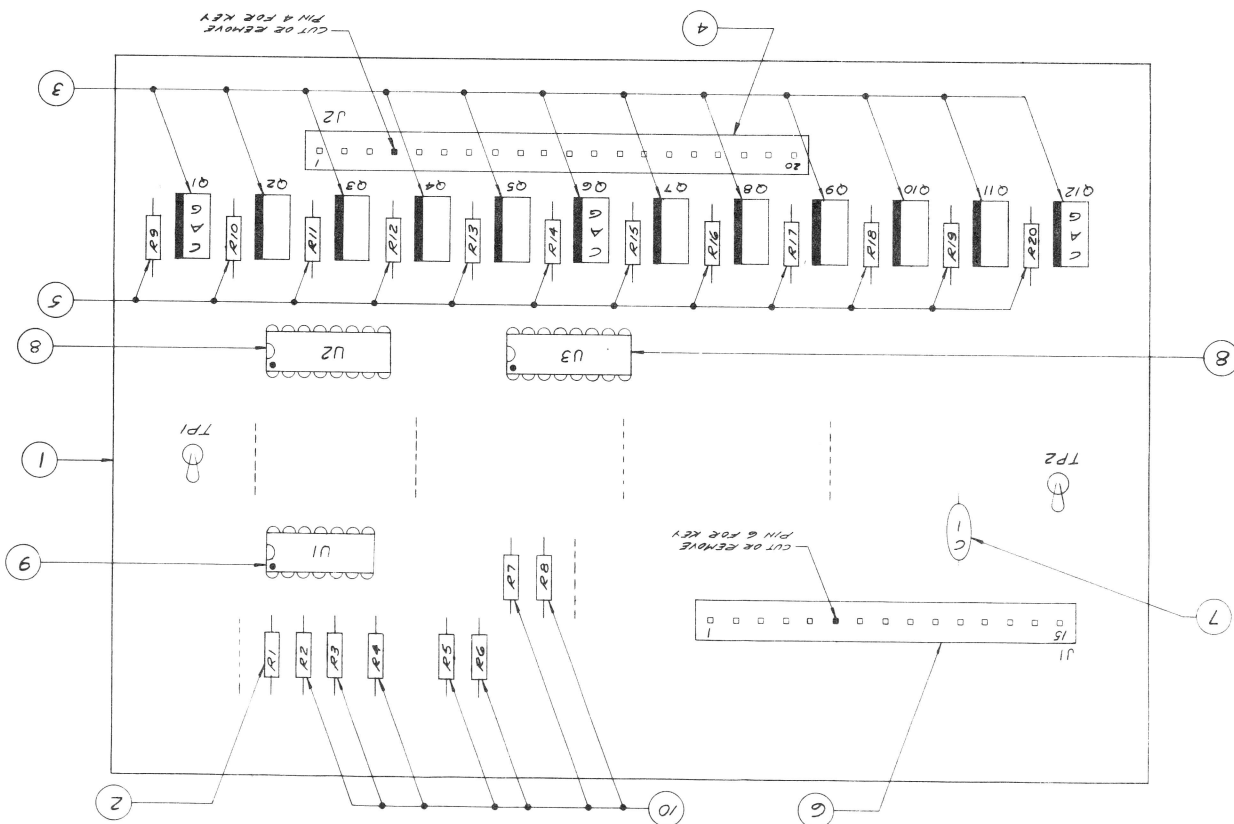 6
10
2
J1
15
1
R6
R5
R4
R3
R2
R1
7
C1
CUT OR REMOVE
PIN 6 FOR KEY
R8
R7
U1
9
TP2
TP1
1
8
U3
U2
8
5
R20
R19
R18
R17
R16
R15
R14
R13
R12
R11
R10
R9
C
A
G
C
A
G
C
A
G
Q12
Q11
Q10
Q9
Q8
Q7
Q6
Q5
Q4
Q3
Q2
Q1
20
1
J2
3
4
CUT OR REMOVE
PIN 4 FOR KEY